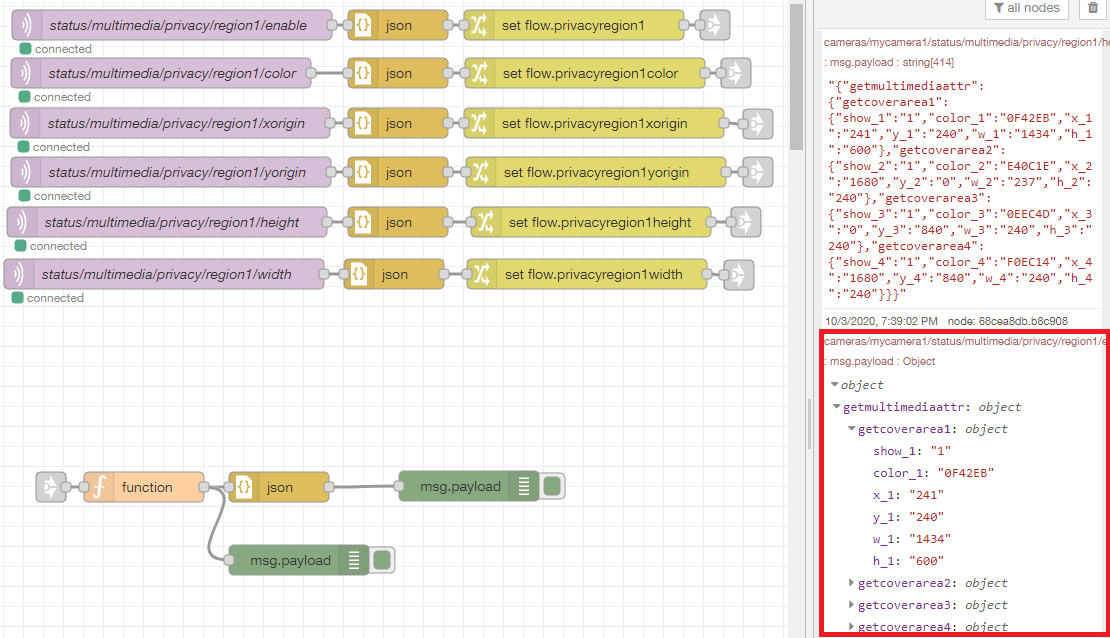 status/multimedia/privacy/region1/enable
json
set flow.privacyregion1
connected
status/multimedia/privacy/region1/color
json
set flow.privacyregion1color
connected
status/multimedia/privacy/region1/xorigin
json
set flow.privacyregion1xorigin
connected
status/multimedia/privacy/region1/yorigin
json
set flow.privacyregion1yorigin
connected
status/multimedia/privacy/region1/height
json
set flow.privacyregion1height
connected
status/multimedia/privacy/region1/width
json
set flow.privacyregion1width
connected
function
json
msg.payload
msg.payload
all nodes
cameras/mycamera1/status/multimedia/privacy/region1/he
: msg.payload : string[414]
"{"getmultimediaattr":
{"getcoverarea1":
{"show_1":"1","color_1":"0F42EB","x_1
":"241","y_1":"240","w_1":"1434","h_1
":"600"},"getcoverarea2":
{"show_2":"1","color_2":"E40C1E","x_2
":"1680","y_2":"0","w_2":"237","h_2":
"240"},"getcoverarea3":
{"show_3":"1","color_3":"0EEC4D","x_3
":"0","y_3":"840","w_3":"240","h_3":"
240"},"getcoverarea4":
{"show_4":"1","color_4":"F0EC14","x_4
":"1680","y_4":"840","w_4":"240","h_4
":"240"}}}"
10/3/2020, 7:39:02 PM node: 68cea8db.b8c908
cameras/mycamera1/status/multimedia/privacy/region1/e
: msg.payload : Object
object
getmultimediaattr: object
getcoverarea1: object
show_1: "1"
color_1: "0F42EB"
x_1: "241"
y_1: "240"
w_1: "1434"
h_1: "600"
getcoverarea2: object
getcoverarea3: object
getcoverarea4: object